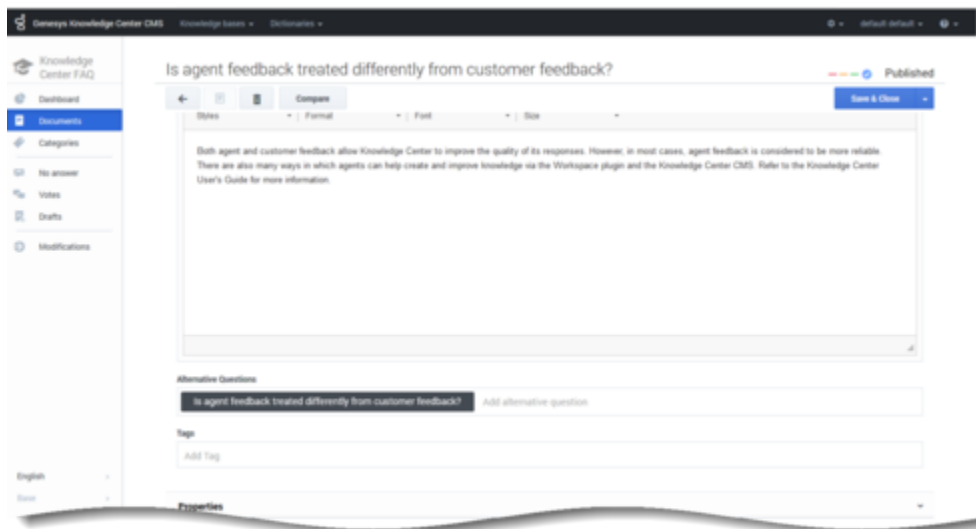 Genesys Knowledge Center CMS Knowledge bases Dictionaries default default
Knowledge
Center FAQ
Is agent feedback treated differently from customer feedback?
Published
Dashboard
Compare
Save & Close
Documents
Styles Format Font Size
Categories
Both agent and customer feedback allow Knowledge Center to improve the quality of its responses. However, in most cases, agent feedback is considered to be more reliable.
There are also many ways in which agents can help create and improve knowledge via the Workspace plugin and the Knowledge Center CMS. Refer to the Knowledge Center
User's Guide for more information.
No answer
Votes
Drafts
Modifications
Alternative Questions
Is agent feedback treated differently from customer feedback? Add alternative question
Tags
Add Tag
English
Base
Properties